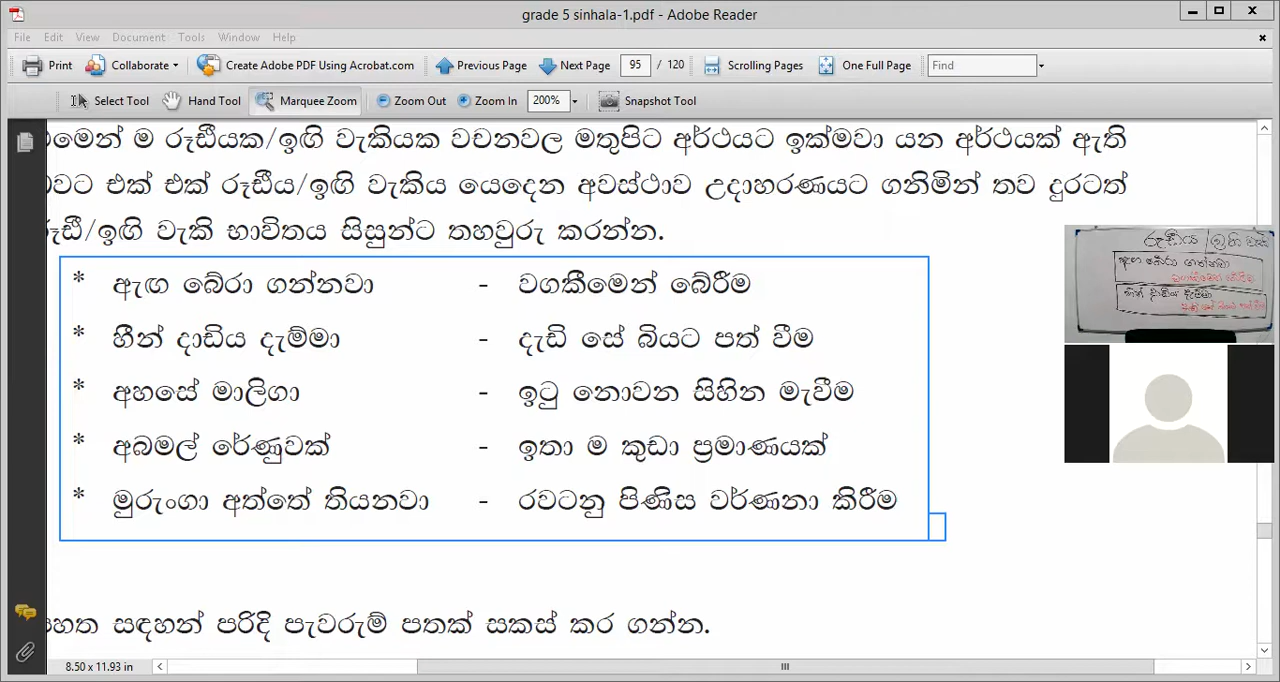 grade 5 sinhala-1.pdf - Adobe Reader
File Edit View Document Tools Window Help
Print Collaborate Create Adobe PDF Using Acrobat.com Previous Page Next Page 95 / 120 Scrolling Pages One Full Page Find
Select Tool Hand Tool Marquee Zoom Zoom Out Zoom In 200% Snapshot Tool
ම රූඪියක/ඉඟි වැකියක වචනවල මතුපිට අර්ථයට ඉක්මවා යන අර්ථයක් ඇති
එක් එක් රූඪිය/ඉඟි වැකිය යෙදෙන අවස්ථාව උදාහරණයට ගනිමින් තව දුරටත්
රූඪි/ඉඟි වැකි භාවිතය සිසුන්ට තහවුරු කරන්න.
* ඇඟ බේරා ගන්නවා - වගකීමෙන් බේරීම
* හීන් දාඩිය දැම්මා - දැඩි සේ බියට පත් වීම
* අහසේ මාලිගා - ඉටු නොවන සිහින මැවීම
* අබමල් රේණුවක් - ඉතා ම කුඩා ප්‍රමාණයක්
* මුරුංගා අත්තේ තියනවා - රවටනු පිණිස වර්ණනා කිරීම
සඳහන් පරිදි පැවරුම් පතක් සකස් කර ගන්න.
8.50 x 11.93 in
රූඪිය/ඉඟි වැකි
ඇඟ බේරා ගන්නවා
හීන් දාඩිය දැම්මා